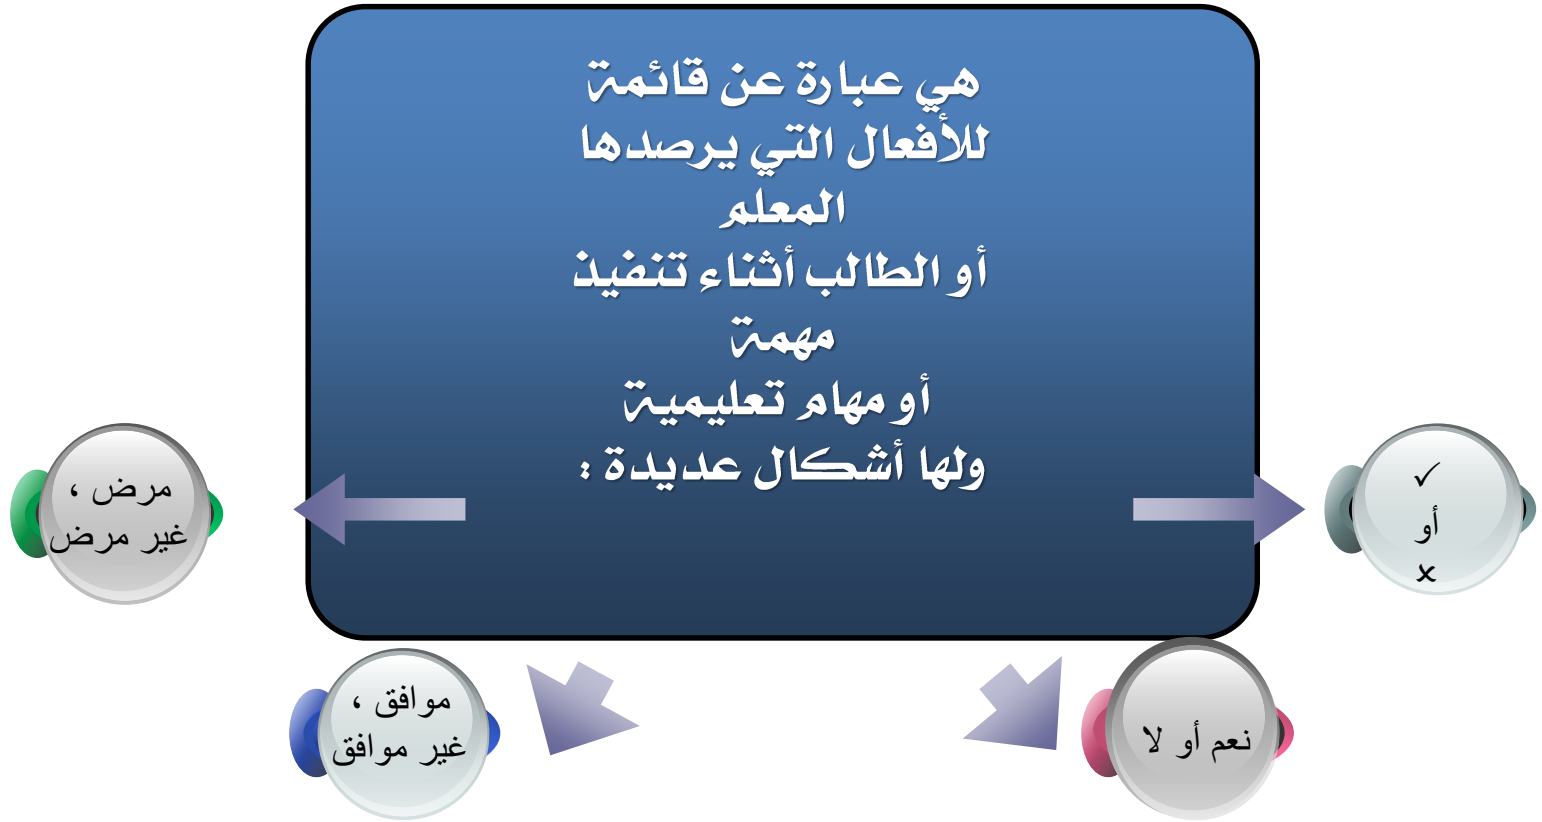 هي عبارة عن قائمة
للأفعال التي يرصدها
المعلم
أو الطالب أثناء تنفيذ
مهمة
أو مهام تعليمية
ولها أشكال عديدة :
✓
أو
x
نعم أو لا
موافق ،
غير موافق
مرض ،
غير مرض